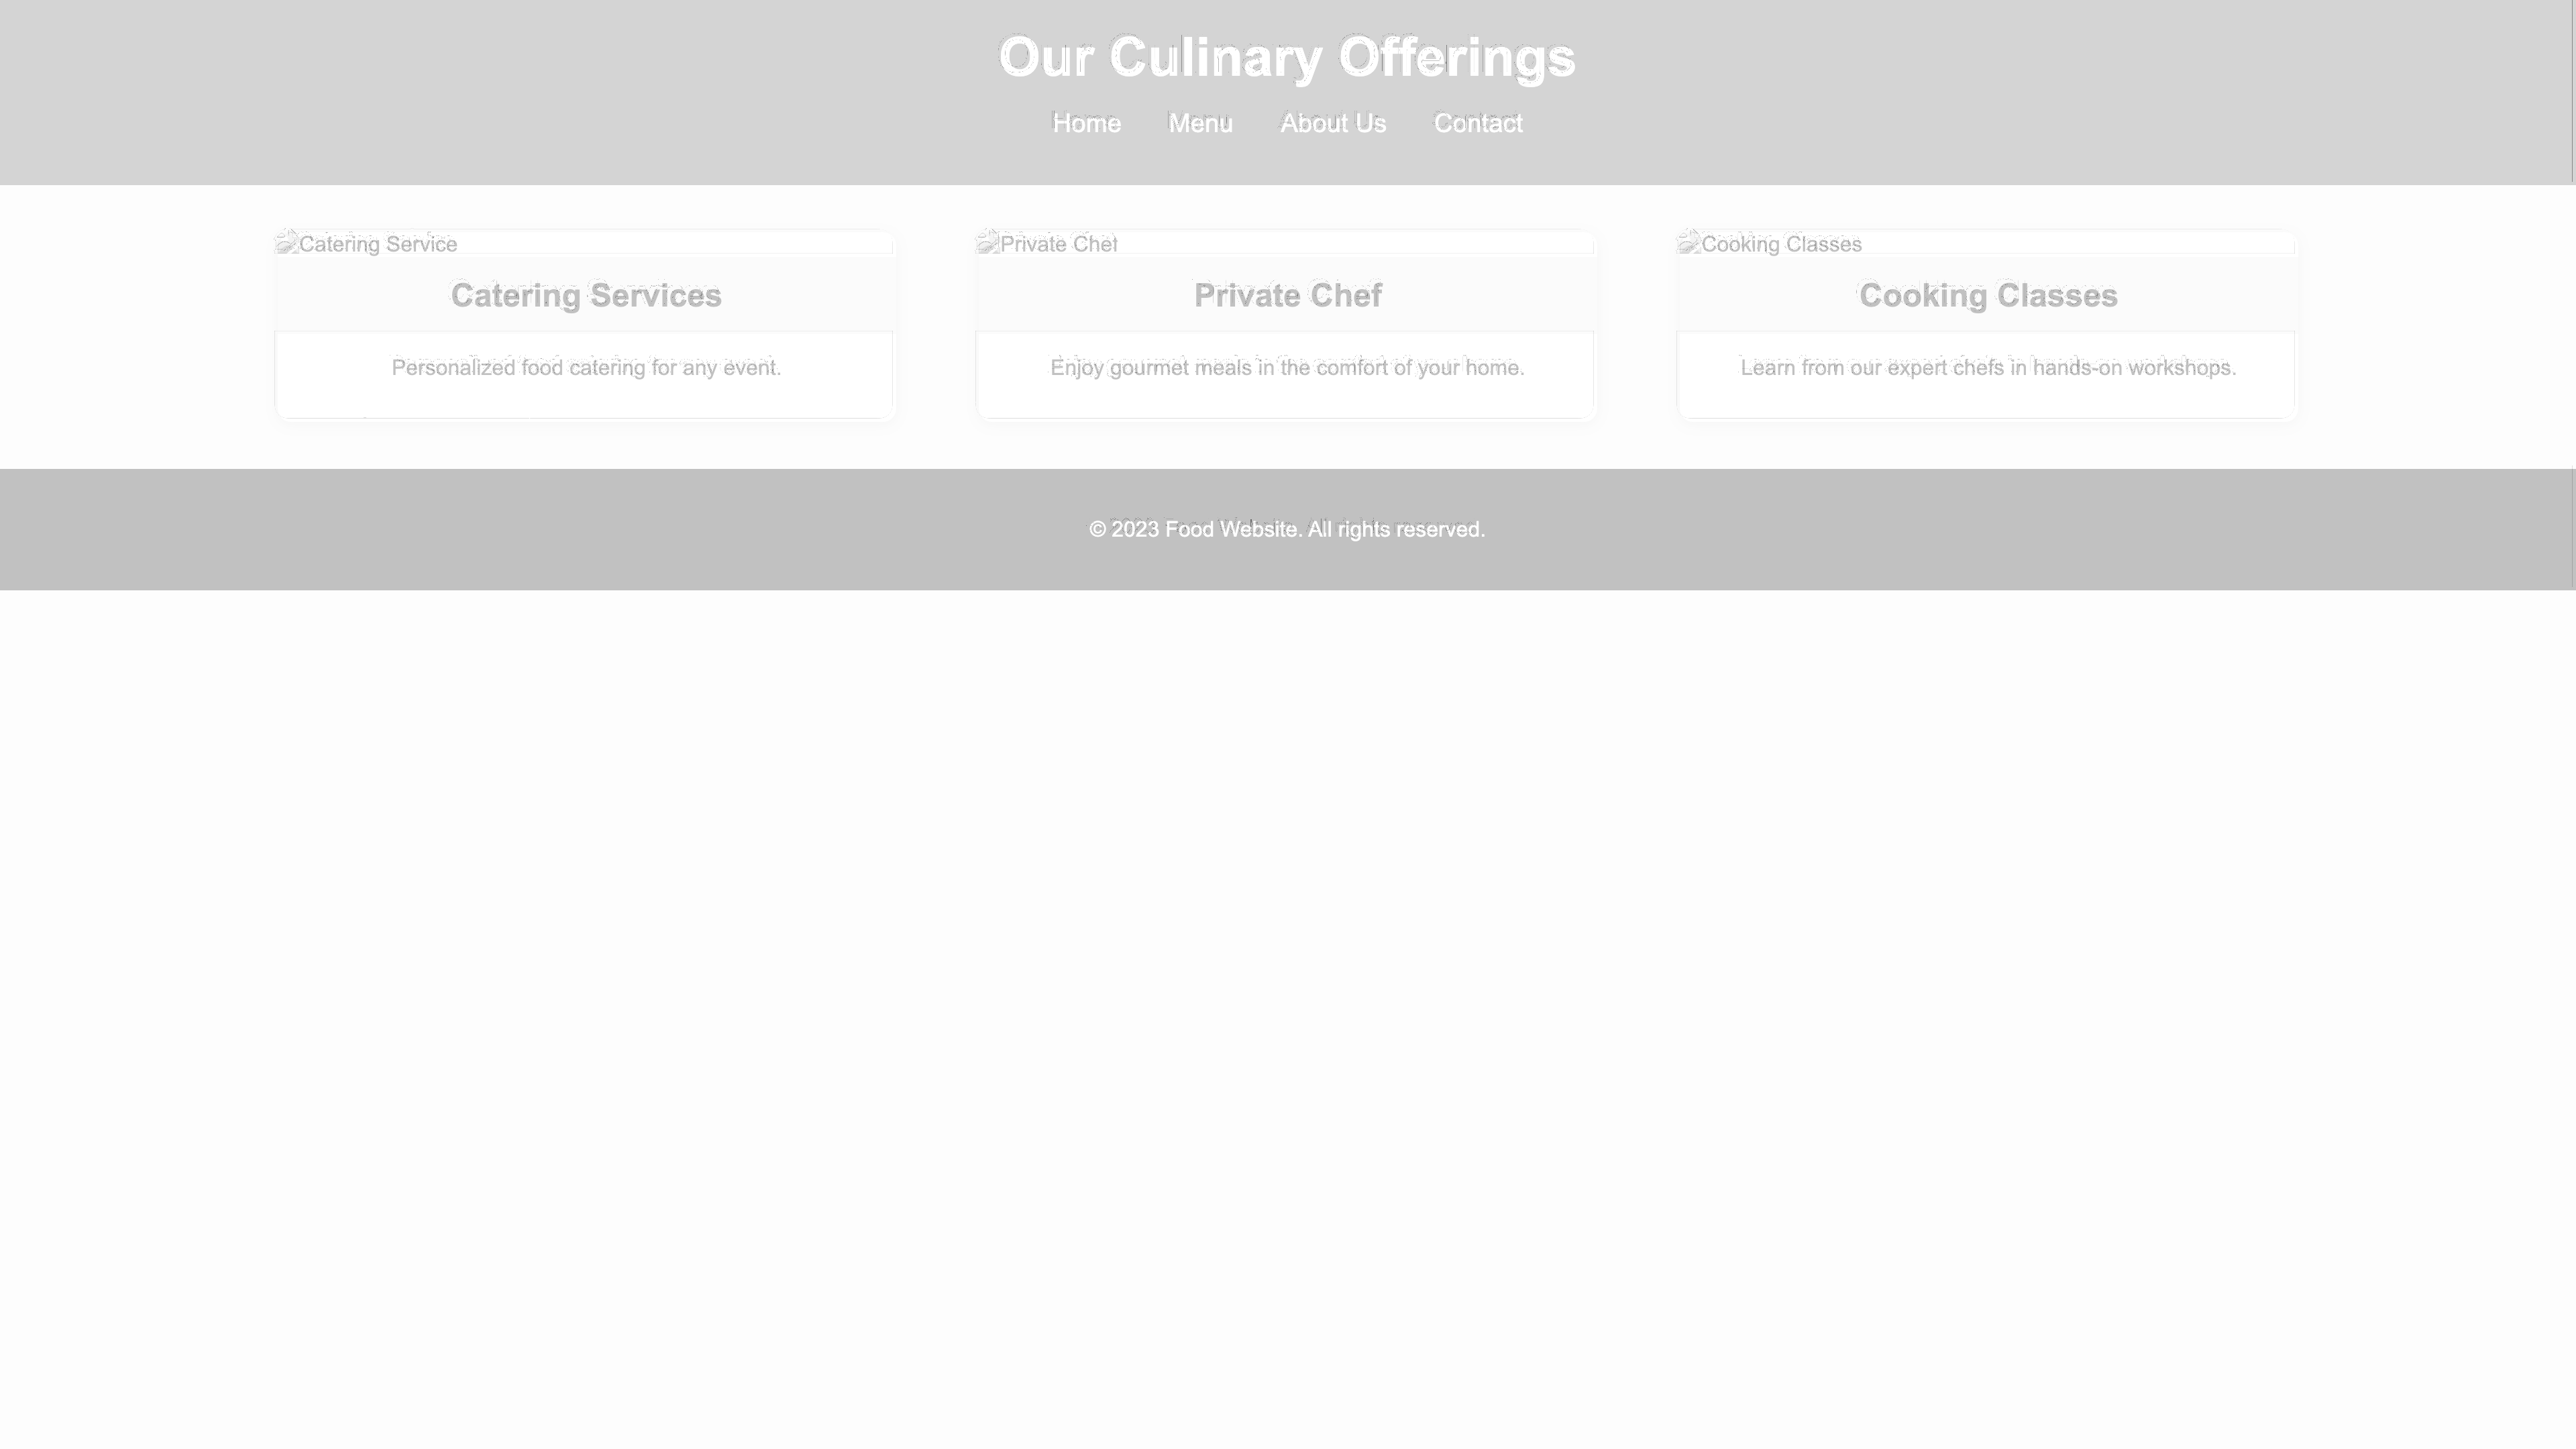 Our Culinary Offerings
Home Menu About Us Contact
Catering Service
Catering Services
Personalized food catering for any event.
Private Chef
Private Chef
Enjoy gourmet meals in the comfort of your home.
Cooking Classes
Cooking Classes
Learn from our expert chefs in hands-on workshops.
© 2023 Food Website. All rights reserved.